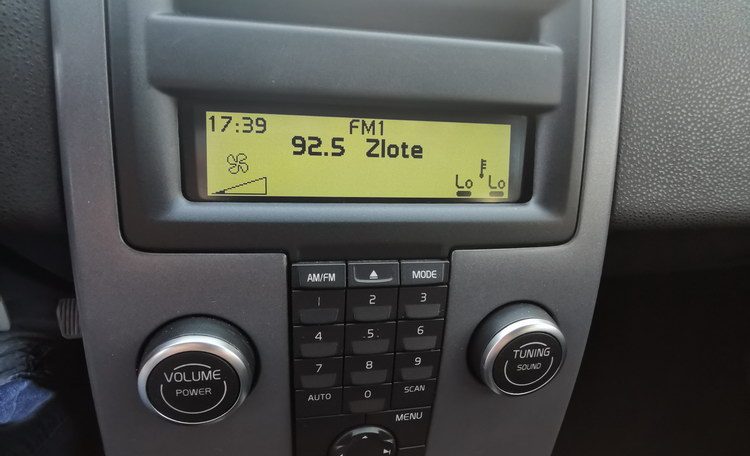 17:39 FM1
92.5 Zlote
Lo Lo
AM/FM MODE
1 2 3
4 5 6
7 8 9
AUTO 0 SCAN
MENU
VOLUME
POWER
TUNING
SOUND